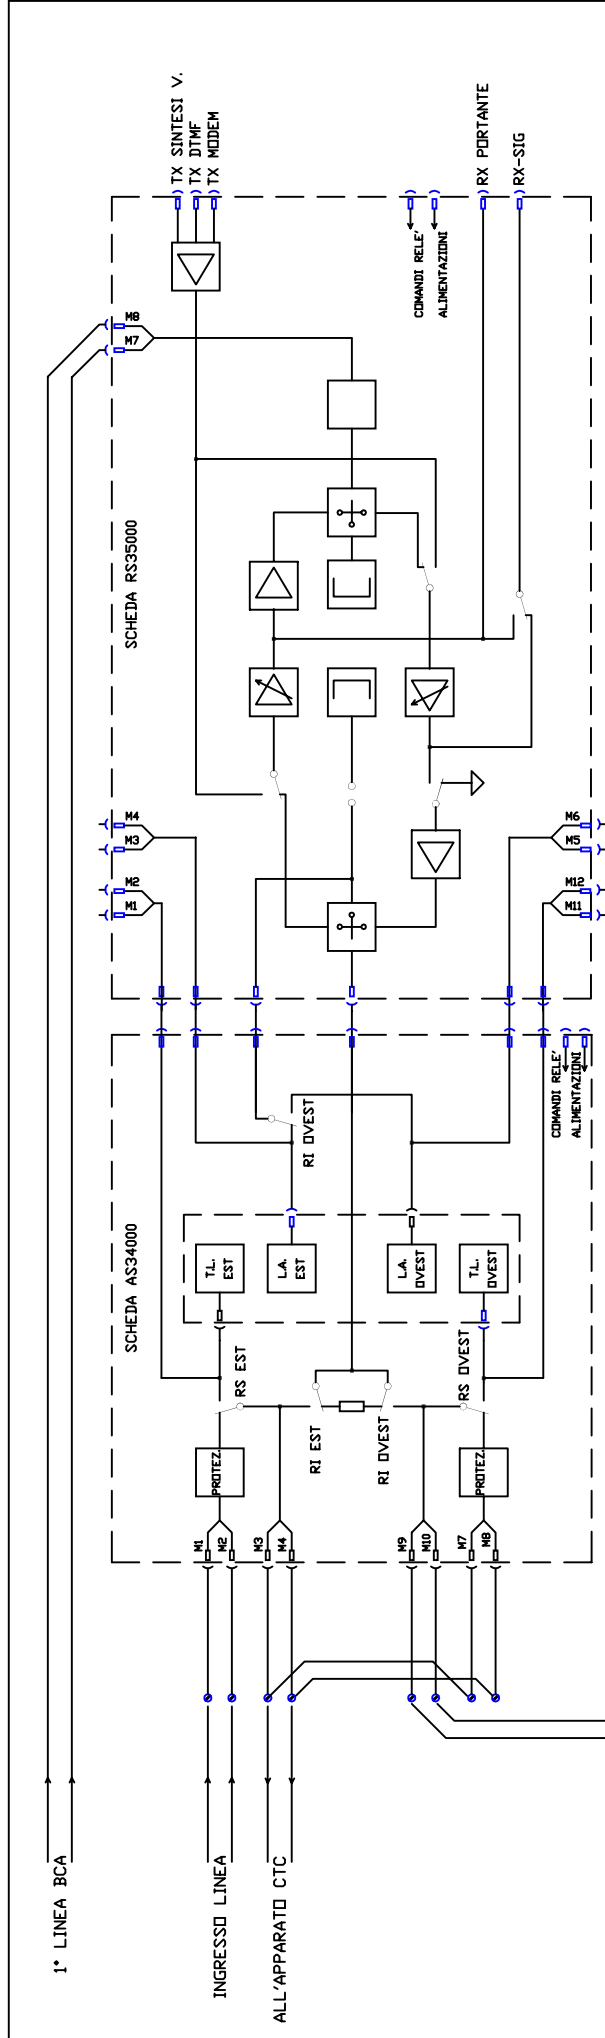 TX SINTESI V.
TX DTMF
TX MODEM
RX PORTANTE
RX-SIG
COMANDI RELE'
ALIMENTAZIONI
M8
M7
SCHEDA RS35000
M4
M3
M2
M1
M6
M5
M12
M11
COMANDI RELE'
ALIMENTAZIONI
RI OVEST
SCHEDA AS34000
T.L.
EST
L.A.
EST
L.A.
OVEST
T.L.
OVEST
RS EST
RS OVEST
RI EST
RI OVEST
PROTEZ.
PROTEZ.
M1
M2
M3
M4
M9
M10
M7
M8
1° LINEA BCA
INGRESSO LINEA
ALL'APPARATO CTC